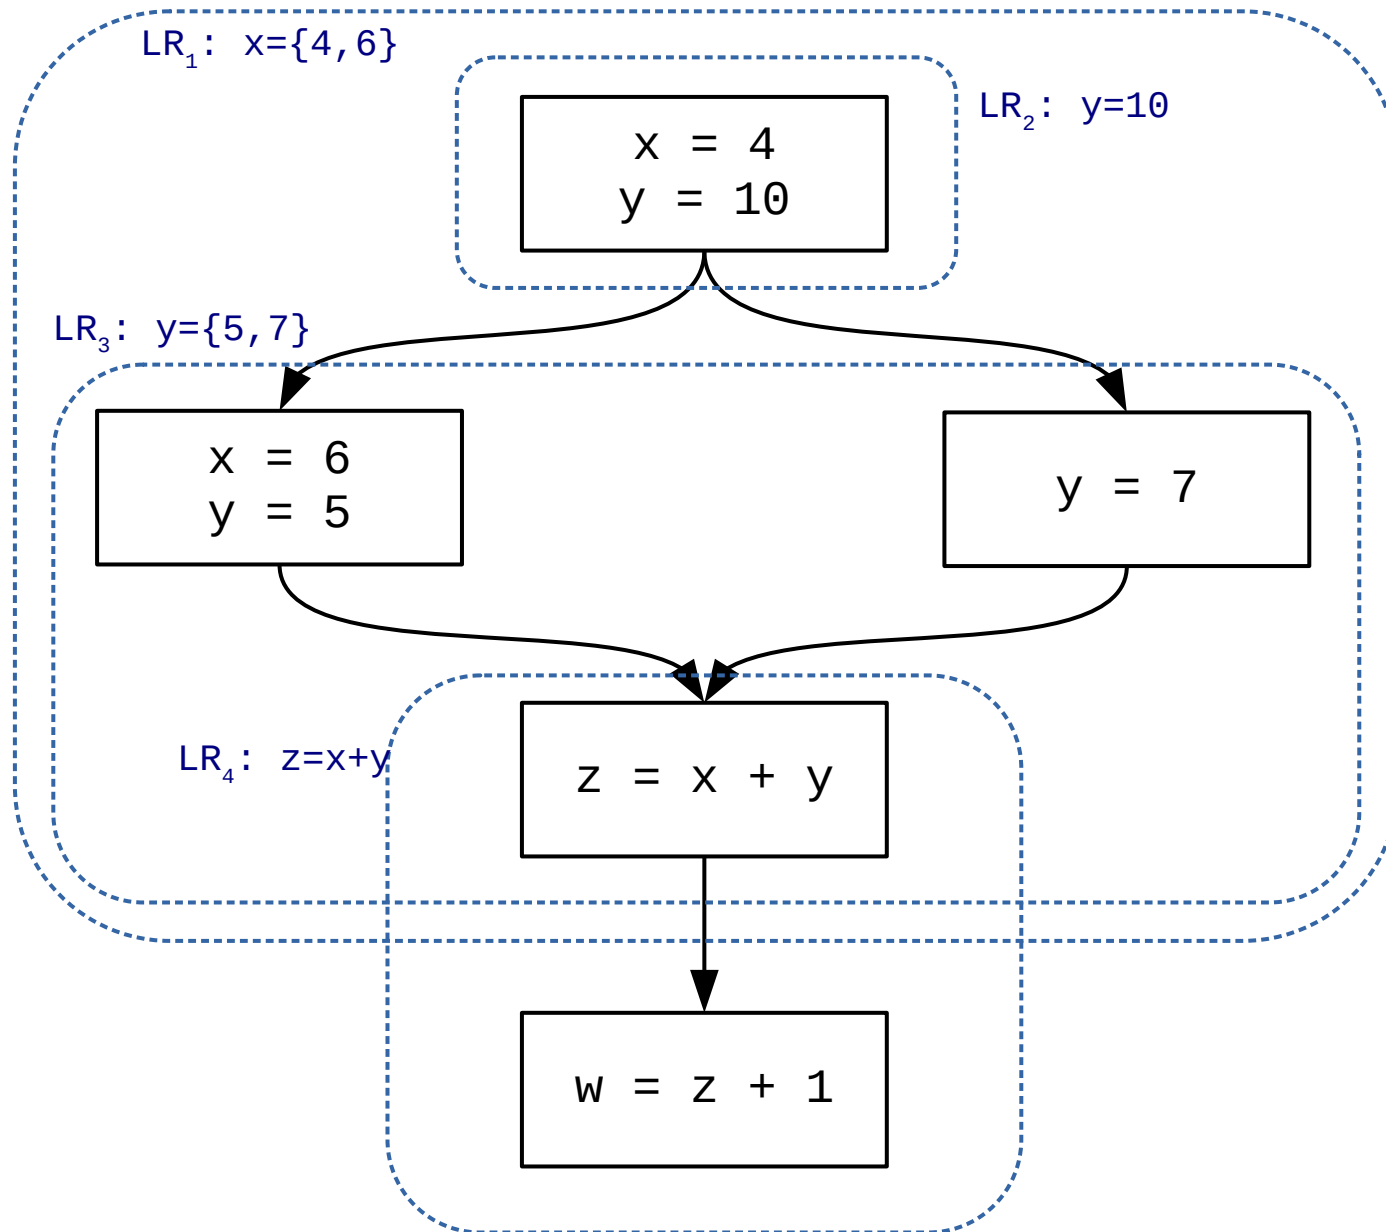 LR₁: x={4,6}
LR₂: y=10
x = 4
y = 10
LR₃: y={5,7}
x = 6
y = 5
y = 7
LR₄: z=x+y
z = x + y
w = z + 1